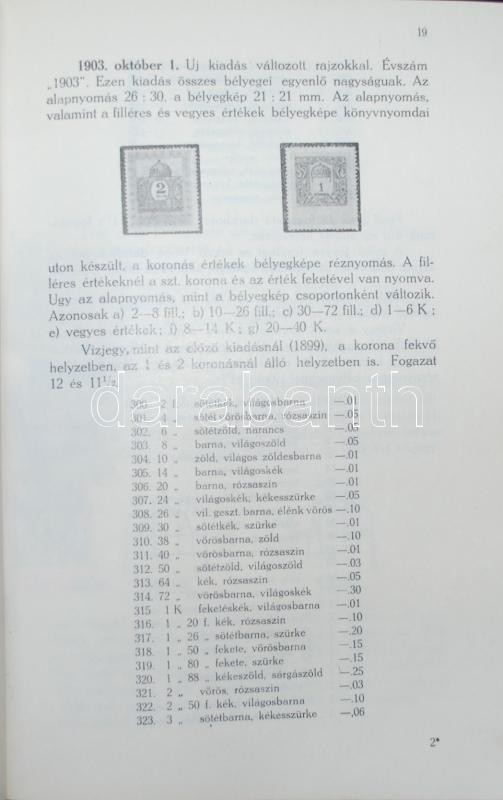 19
1903. október 1. Uj kiadás változott rajzokkal. Évszám
„1903”. Ezen kiadás összes bélyegei egyenlő nagyságuak. Az
alapnyomás 26 : 30. a bélyegkép 21 : 21 mm. Az alapnyomás,
valamint a filléres és vegyes értékek bélyegképe könyvnyomdai
2
1
uton készült, a koronás értékek bélyegképe réznyomás. A fil-
léres értékeknél a szt. korona és az érték feketével van nyomva.
Ugy az alapnyomás, mint a bélyegkép csoportonként változik.
Azonosak a) 2—8 fill.; b) 10—26 fill.; c) 30—72 fill.; d) 1—6 K ;
e) vegyes értékek; f) 8—14 K ; g) 20—40 K.
Vizjegy, mint az előző kiadásnál (1899), a korona fekvő
helyzetben, az 1 és 2 koronásnál álló helyzetben is. Fogazat
12 és 11½.
darabanth
300. 2 f. sötétkék, világosbarna —.01
301. 4 „ sötét vörösbarna, rózsaszin —.05
302. 6 „ sötétzöld, narancs —.05
303. 8 „ barna, világoszöld —.05
304. 10 „ zöld, világos zöldesbarna —.01
305. 14 „ barna, világoskék —.01
306. 20 „ barna, rózsaszin —.01
307. 24 „ világoskék, kékesszürke —.05
308. 26 „ vil. geszt. barna, élénk vörös —.10
309. 30 „ sötétkék, szürke —.01
310. 38 „ vörösbarna, zöld —.10
311. 40 „ vörösbarna, rózsaszin —.01
312. 50 „ sötétzöld, világoszöld —.03
313. 64 „ kék, rózsaszin —.05
314. 72 „ vörösbarna, világoskék —.30
315 1 K feketéskék, világosbarna —.01
316. 1 „ 20 f. kék, rózsaszin —.10
317. 1 „ 26 „ sötétbarna, szürke —.20
318. 1 „ 50 „ fekete, vörösbarna —.15
319. 1 „ 80 „ fekete, szürke —.15
320. 1 „ 88 „ kékeszöld, sárgászöld —.25
321. 2 „ vörös, rózsaszin —.03
322. 2 „ 50 f. kék, világosbarna —.10
323. 3 „ sötétbarna, kékesszürke —.06
2*